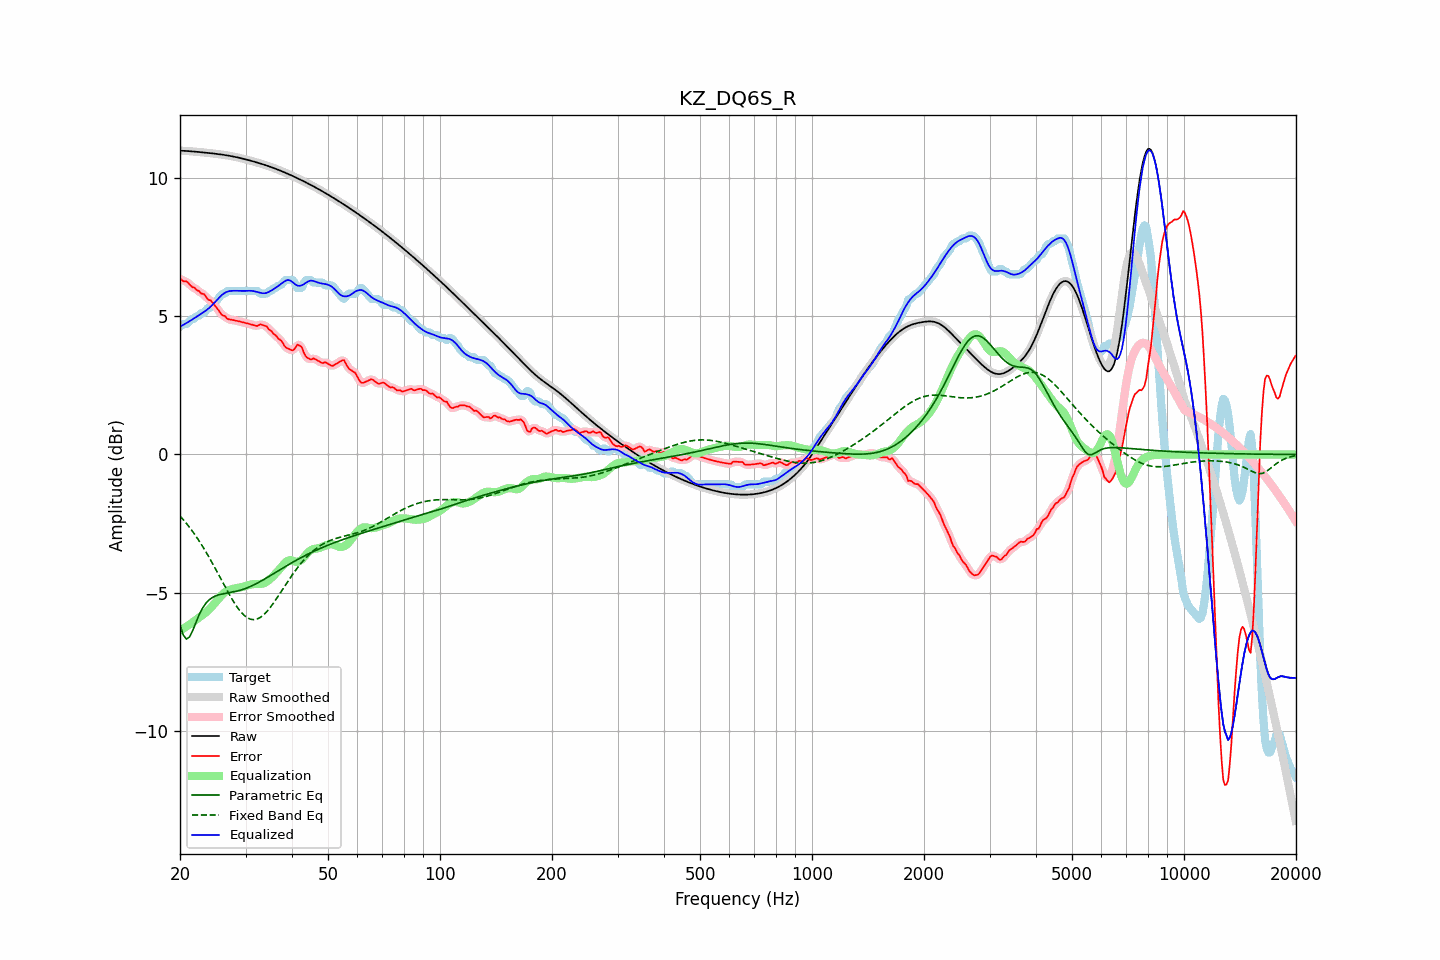 KZ_DQ6S_R
Amplitude (dBr)
10
5
0
−5
−10
Target
Raw Smoothed
Error Smoothed
Raw
Error
Equalization
Parametric Eq
Fixed Band Eq
Equalized
20 50 100 200 500 1000 2000 5000 10000 20000
Frequency (Hz)